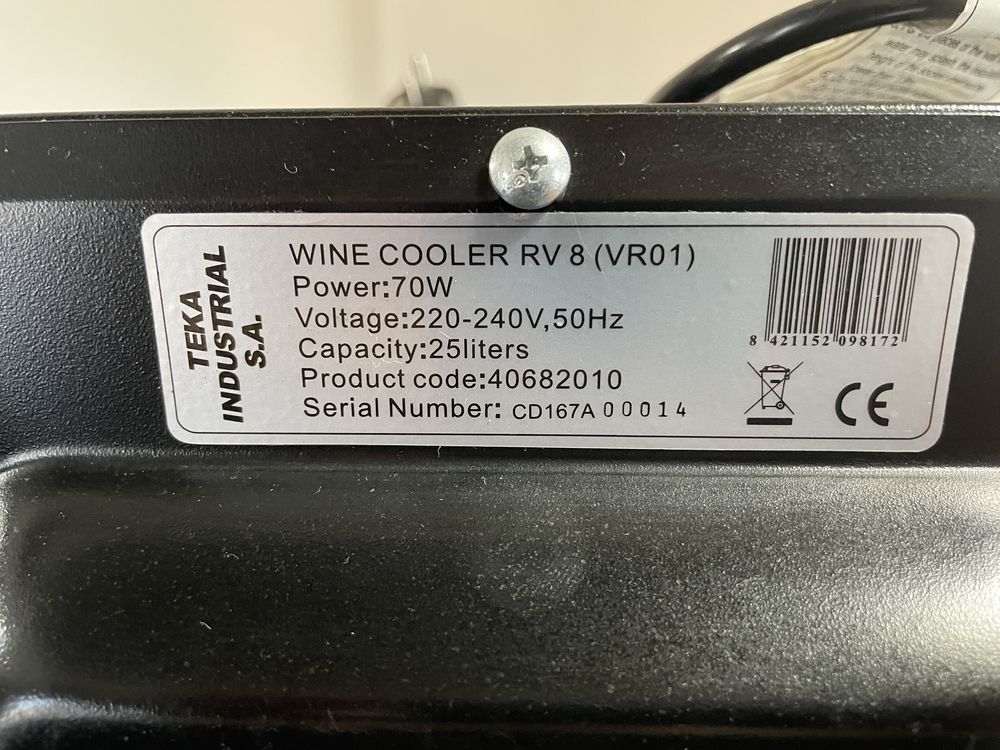 TEKA
INDUSTRIAL
S.A.
WINE COOLER RV 8 (VR01)
Power:70W
Voltage:220-240V,50Hz
Capacity:25liters
Product code:40682010
Serial Number: CD167A 00014
8 421152 098172
CE